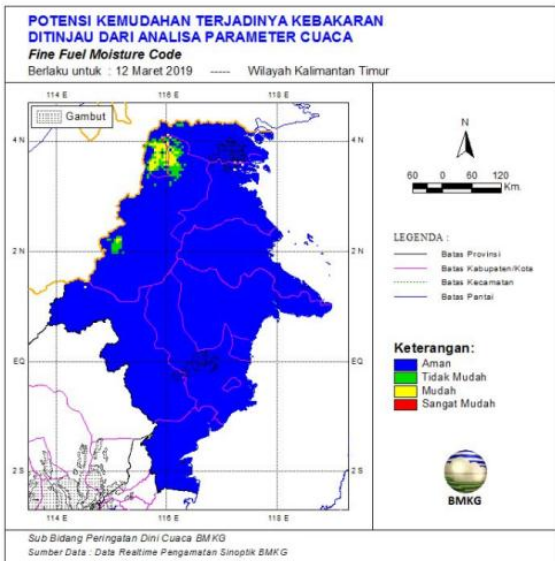 POTENSI KEMUDAHAN TERJADINYA KEBAKARAN
DITINJAU DARI ANALISA PARAMETER CUACA
Fine Fuel Moisture Code
Berlaku untuk : 12 Maret 2019 ----- Wilayah Kalimantan Timur
114 E 116 E 118 E
Gambut
4 N 4 N
2 N 2 N
EQ EQ
2 S 2 S
114 E 116 E 118 E
N
60 0 60 120
Km.
LEGENDA :
Batas Provinsi
Batas Kabupaten/Kota
Batas Kecamatan
Batas Pantai
Keterangan:
Aman
Tidak Mudah
Mudah
Sangat Mudah
BMKG
Sub Bidang Peringatan Dini Cuaca BMKG
Sumber Data : Data Realtime Pengamatan Sinoptik BMKG